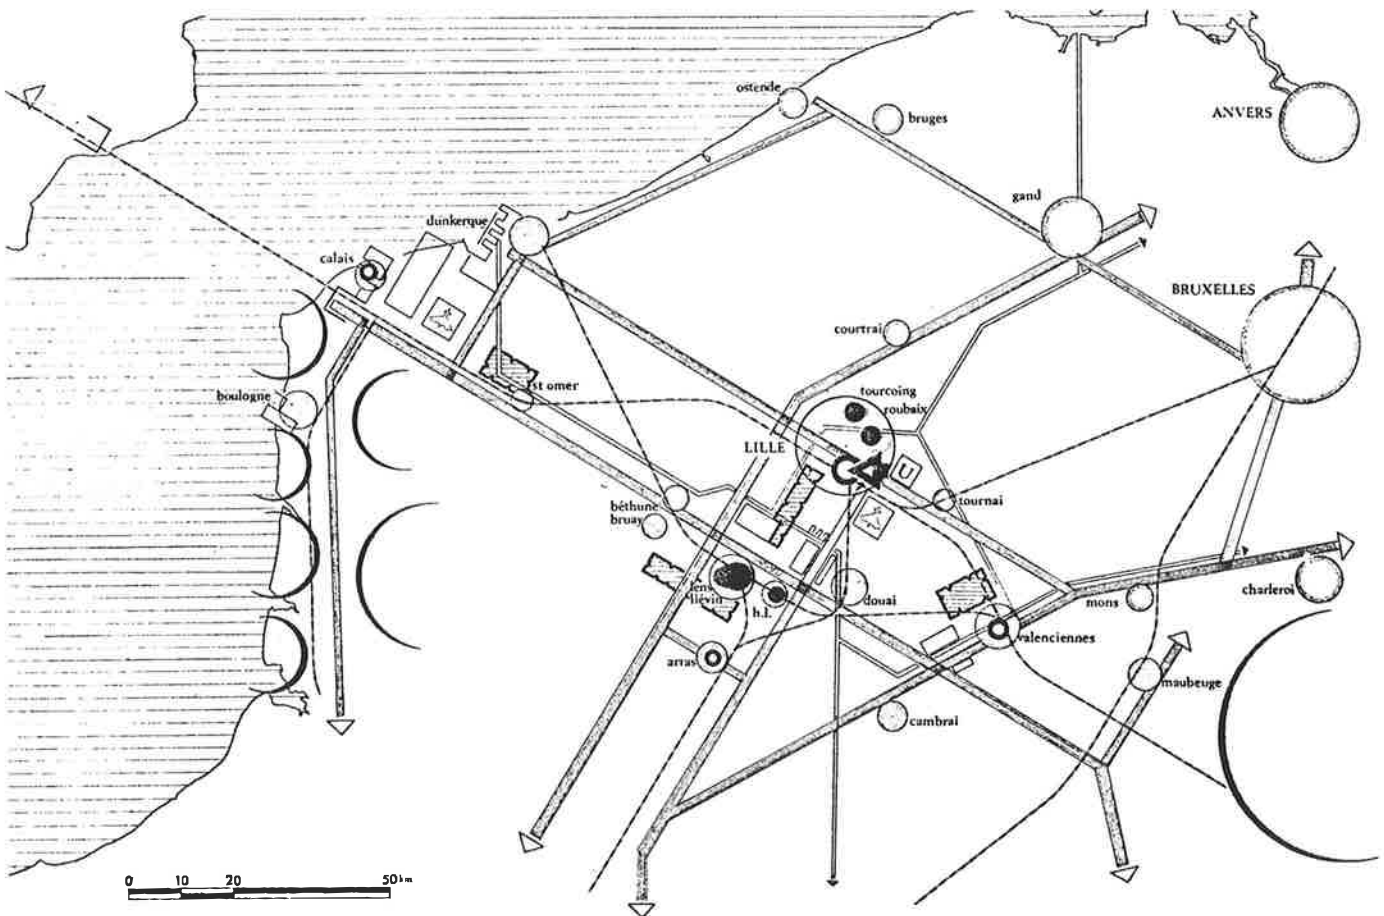 ostende
bruges
ANVERS
dunkerque
gand
calais
BRUXELLES
courtrai
st omer
tourcoing
roubaix
boulogne
LILLE
U
béthune
bruay
tournai
lens
liévin
h.l.
douai
mons
charleroi
valenciennes
arras
maubeuge
cambrai
0 10 20 50 km